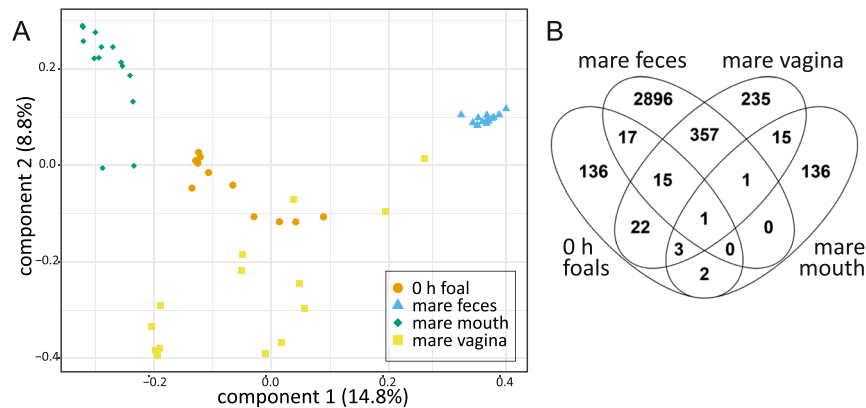 A
component 2 (8.8%)
0.2
0.0
−0.2
−0.4
−0.2
0.0
0.2
0.4
component 1 (14.8%)
0 h foal
mare feces
mare mouth
mare vagina
B
mare feces
mare vagina
2896
235
17
357
15
136
15
1
136
22
1
0
3
0
2
0 h
foals
mare
mouth